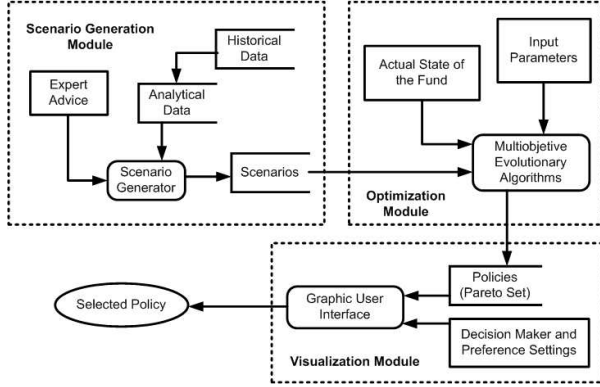 Scenario Generation
Module
Historical
Data
Expert
Advice
Analytical
Data
Scenario
Generator
Scenarios
Actual State of
the Fund
Input
Parameters
Multiobjetive
Evolutionary
Algorithms
Optimization
Module
Policies
(Pareto Set)
Graphic User
Interface
Selected Policy
Decision Maker and
Preference Settings
Visualization Module